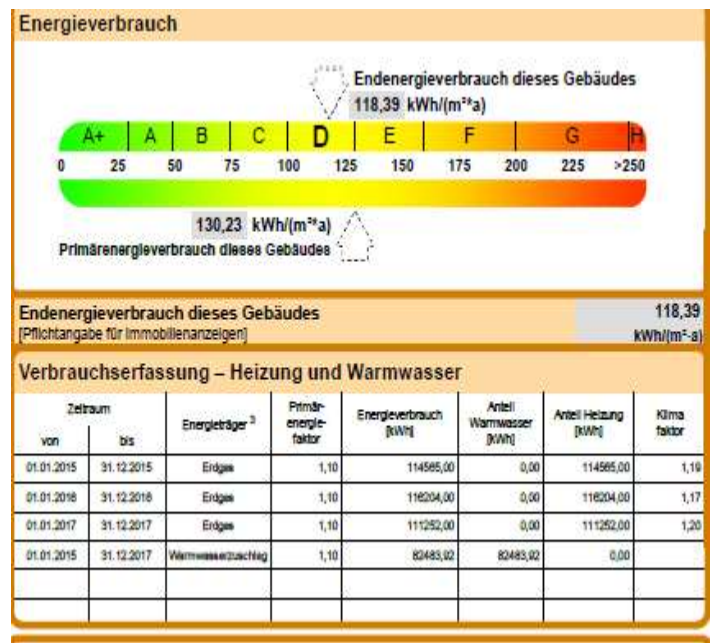 Energieverbrauch
Endenergieverbrauch dieses Gebäudes
118,39 kWh/(m²*a)
A+ A B C D E F G H
0 25 50 75 100 125 150 175 200 225 >250
130,23 kWh/(m²*a)
Primärenergieverbrauch dieses Gebäudes
Endenergieverbrauch dieses Gebäudes 118,39
[Pflichtangabe für Immobilienanzeigen] kWh/(m²·a)
Verbrauchserfassung – Heizung und Warmwasser
Zeitraum
von bis
Energieträger 3
Primär-
energie-
faktor
Energieverbrauch
[kWh]
Anteil
Warmwasser
[kWh]
Anteil Heizung
[kWh]
Klima
faktor
01.01.2015 31.12.2015 Erdgas 1,10 114565,00 0,00 114565,00 1,19
01.01.2016 31.12.2016 Erdgas 1,10 116204,00 0,00 116204,00 1,17
01.01.2017 31.12.2017 Erdgas 1,10 111252,00 0,00 111252,00 1,20
01.01.2015 31.12.2017 Warmwasserzuschlag 1,10 82483,92 82483,92 0,00